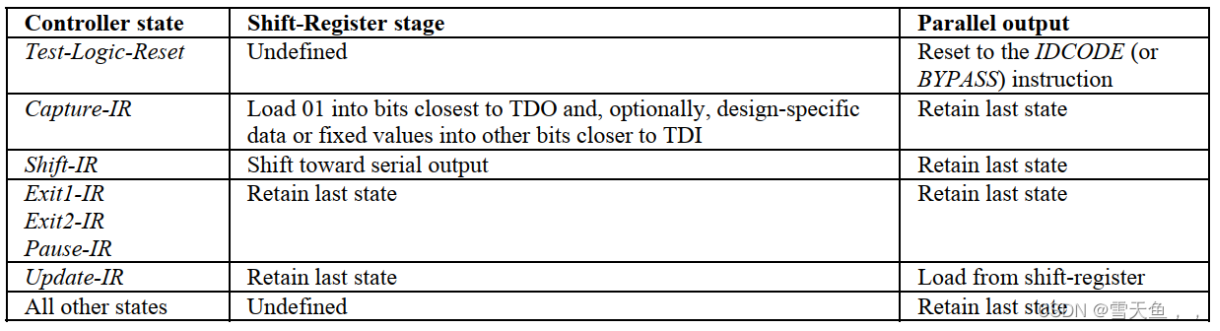 Controller state Shift-Register stage Parallel output
Test-Logic-Reset Undefined Reset to the IDCODE (or
BYPASS) instruction
Capture-IR Load 01 into bits closest to TDO and, optionally, design-specific Retain last state
data or fixed values into other bits closer to TDI
Shift-IR Shift toward serial output Retain last state
Exit1-IR Retain last state Retain last state
Exit2-IR
Pause-IR
Update-IR Retain last state Load from shift-register
All other states Undefined Retain last state
CSDN @雪天鱼，，